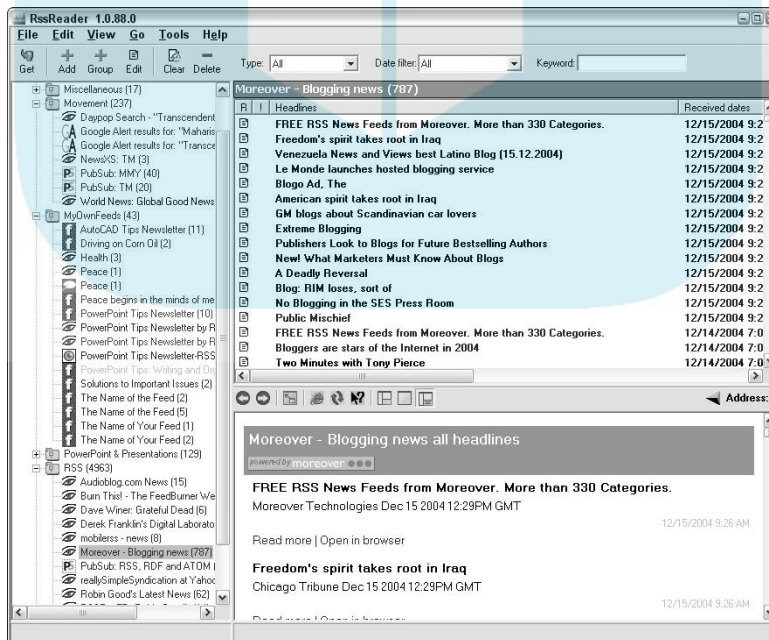 RssReader 1.0.88.0
File Edit View Go Tools Help
Get Add Group Edit Clear Delete Type: All Date filter: All Keyword:
Miscellaneous (17)
Movement (237)
Daypop Search - "Transcendent
Google Alert results for: "Maharis
Google Alert results for: "Transce
NewsXS: TM (3)
PubSub: MMY (40)
PubSub: TM (20)
World News: Global Good News
MyOwnFeeds (43)
AutoCAD Tips Newsletter (11)
Driving on Corn Oil (2)
Health (3)
Peace (1)
Peace (1)
Peace begins in the minds of me
PowerPoint Tips Newsletter (10)
PowerPoint Tips Newsletter by R
PowerPoint Tips Newsletter by R
PowerPoint Tips Newsletter-RSS
PowerPoint Tips: Writing and Org
Solutions to Important Issues (2)
The Name of the Feed (2)
The Name of the Feed (5)
The Name of Your Feed (1)
The Name of Your Feed (2)
PowerPoint & Presentations (129)
RSS (4963)
Audioblog.com News (15)
Burn This! - The FeedBurner We
Dave Winer: Grateful Dead (6)
Derek Franklin's Digital Laborato
mobilerss - news (8)
Moreover - Blogging news (787)
PubSub: RSS, RDF and ATOM (
reallySimpleSyndication at Yahoo
Robin Good's Latest News (62)
Moreover - Blogging news (787)
R ! Headlines Received dates
FREE RSS News Feeds from Moreover. More than 330 Categories. 12/15/2004 9:2
Freedom's spirit takes root in Iraq 12/15/2004 9:2
Venezuela News and Views best Latino Blog (15.12.2004) 12/15/2004 9:2
Le Monde launches hosted blogging service 12/15/2004 9:2
Blogo Ad, The 12/15/2004 9:2
American spirit takes root in Iraq 12/15/2004 9:2
GM blogs about Scandinavian car lovers 12/15/2004 9:2
Extreme Blogging 12/15/2004 9:2
Publishers Look to Blogs for Future Bestselling Authors 12/15/2004 9:2
New! What Marketers Must Know About Blogs 12/15/2004 9:2
A Deadly Reversal 12/15/2004 9:2
Blog: RIM loses, sort of 12/15/2004 9:2
No Blogging in the SES Press Room 12/15/2004 9:2
Public Mischief 12/15/2004 9:2
FREE RSS News Feeds from Moreover. More than 330 Categories. 12/14/2004 7:0
Bloggers are stars of the Internet in 2004 12/14/2004 7:0
Two Minutes with Tony Pierce 12/14/2004 7:0
Address:
Moreover - Blogging news all headlines
powered by moreover
FREE RSS News Feeds from Moreover. More than 330 Categories.
Moreover Technologies Dec 15 2004 12:29PM GMT
12/15/2004 9:26 AM
Read more | Open in browser
Freedom's spirit takes root in Iraq
Chicago Tribune Dec 15 2004 12:29PM GMT
12/15/2004 9:26 AM
Read more | Open in browser